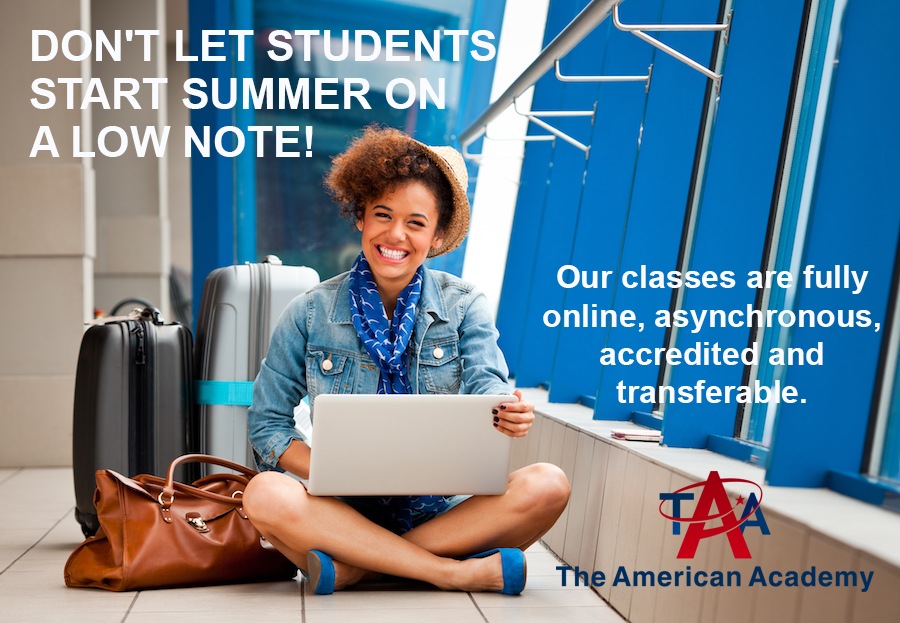 DON'T LET STUDENTS
START SUMMER ON
A LOW NOTE!
Our classes are fully
online, asynchronous,
accredited and
transferable.
TAA
The American Academy